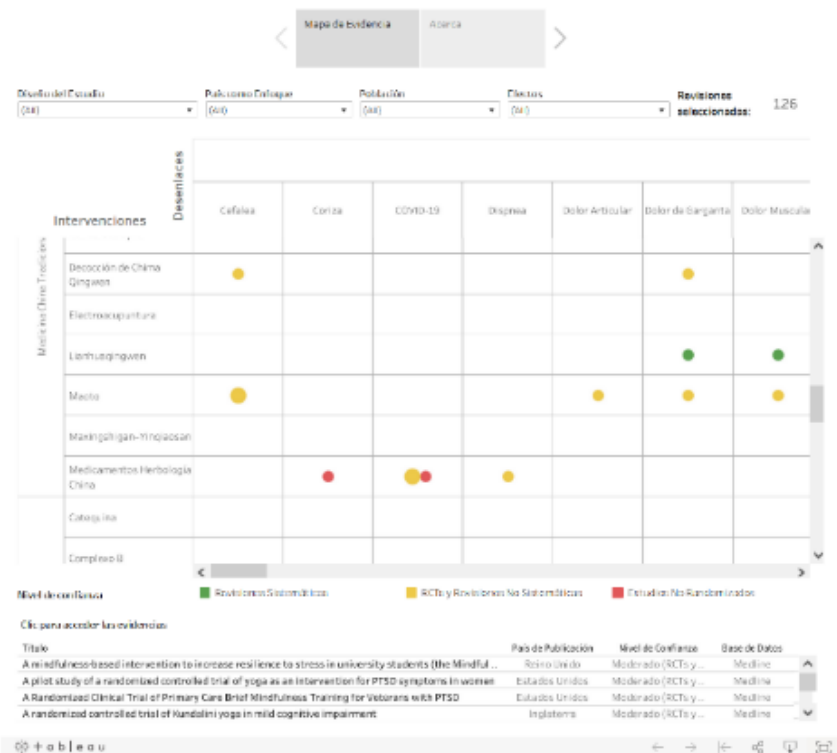 Mapa de Evidencia
Acerca
Diseño del Estudio
País como Enfoque
Población
Efectos
Revisiones
seleccionadas:
126
(All)
(All)
(All)
(All)
Desenlaces
Intervenciones
Cefalea
Coriza
COVID-19
Dispnea
Dolor Articular
Dolor de Garganta
Dolor Muscular
Decocción de Chima
Qingwen
Electroacupuntura
Lianhuaqingwen
Maoto
Maxingshigan-Yinqiaosan
Medicamentos Herbología
China
Catequina
Complexo B
Nivel de confianza
Revisiones Sistemáticas
RCTs y Revisiones No Sistemáticas
Estudios No Randomizados
Clic para acceder las evidencias
Titulo
País de Publicación
Nivel de Confianza
Base de Datos
A mindfulness-based intervention to increase resilience to stress in university students (the Mindful ..
Reino Unido
Moderado (RCTs y ...
Medline
A pilot study of a randomized controlled trial of yoga as an intervention for PTSD symptoms in women
Estados Unidos
Moderado (RCTs y ...
Medline
A Randomized Clinical Trial of Primary Care Brief Mindfulness Training for Veterans with PTSD
Estados Unidos
Moderado (RCTs y ...
Medline
A randomized controlled trial of Kundalini yoga in mild cognitive impairment
Inglaterra
Moderado (RCTs y ...
Medline
tableau